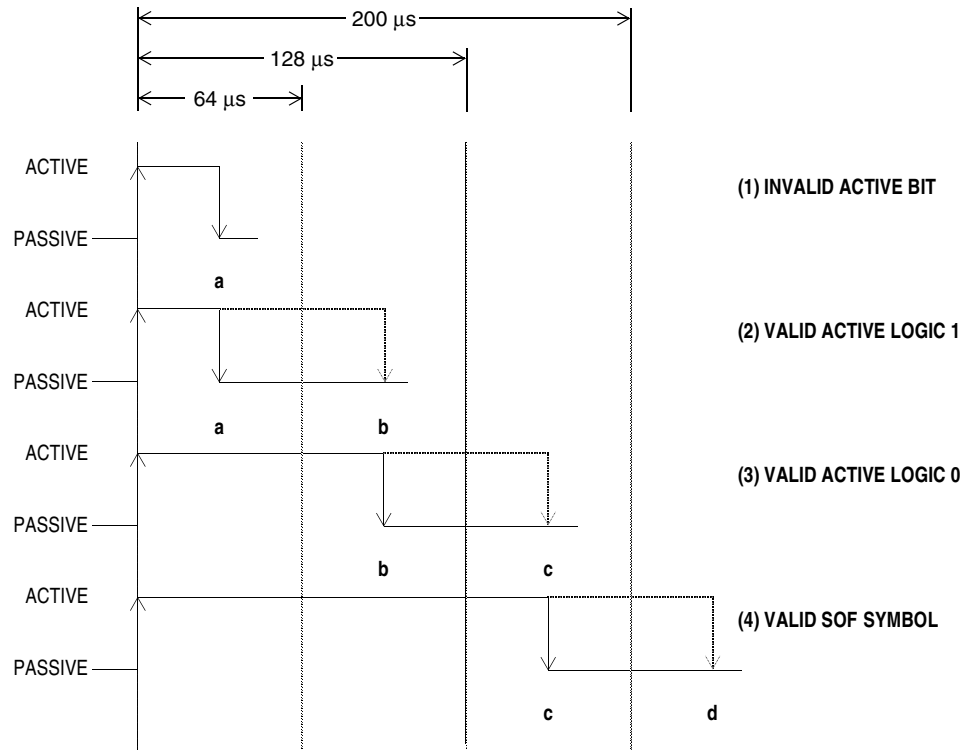 200 μs
128 μs
64 μs
ACTIVE
(1) INVALID ACTIVE BIT
PASSIVE
a
ACTIVE
(2) VALID ACTIVE LOGIC 1
PASSIVE
a b
ACTIVE
(3) VALID ACTIVE LOGIC 0
PASSIVE
b c
ACTIVE
(4) VALID SOF SYMBOL
PASSIVE
c d